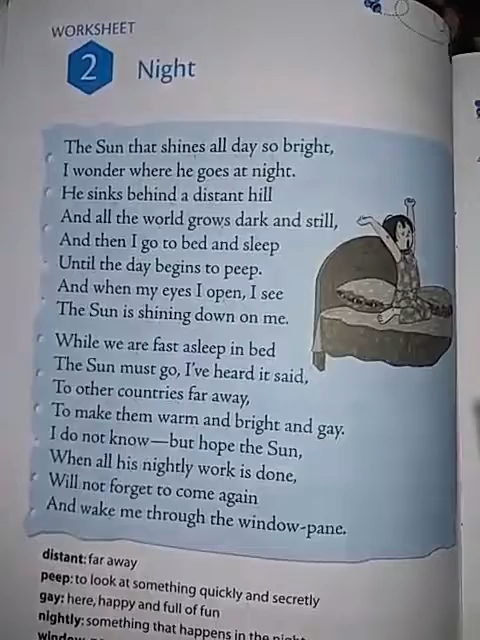 WORKSHEET
2 Night
The Sun that shines all day so bright,
I wonder where he goes at night.
He sinks behind a distant hill
And all the world grows dark and still,
And then I go to bed and sleep
Until the day begins to peep.
And when my eyes I open, I see
The Sun is shining down on me.
While we are fast asleep in bed
The Sun must go, I've heard it said,
To other countries far away,
To make them warm and bright and gay.
I do not know—but hope the Sun,
When all his nightly work is done,
Will not forget to come again
And wake me through the window-pane.
distant: far away
peep: to look at something quickly and secretly
gay: here, happy and full of fun
nightly: something that happens in the night